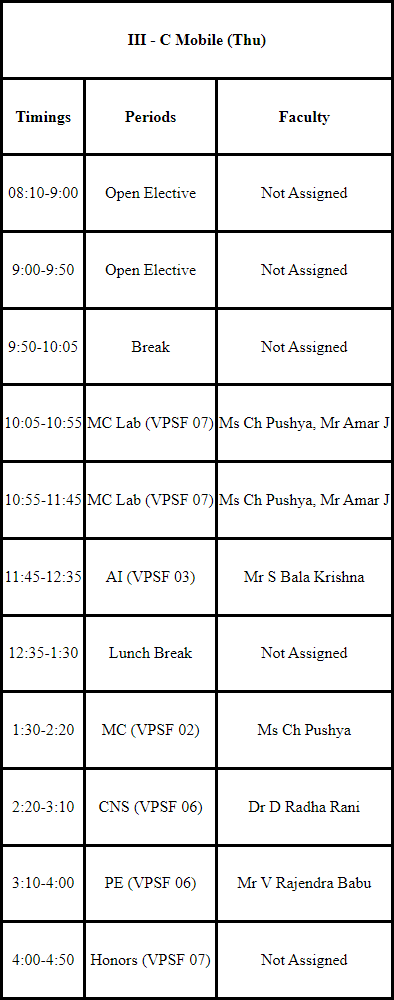 III - C Mobile (Thu)
Timings Periods Faculty
08:10-9:00 Open Elective Not Assigned
9:00-9:50 Open Elective Not Assigned
9:50-10:05 Break Not Assigned
10:05-10:55 MC Lab (VPSF 07) Ms Ch Pushya, Mr Amar J
10:55-11:45 MC Lab (VPSF 07) Ms Ch Pushya, Mr Amar J
11:45-12:35 AI (VPSF 03) Mr S Bala Krishna
12:35-1:30 Lunch Break Not Assigned
1:30-2:20 MC (VPSF 02) Ms Ch Pushya
2:20-3:10 CNS (VPSF 06) Dr D Radha Rani
3:10-4:00 PE (VPSF 06) Mr V Rajendra Babu
4:00-4:50 Honors (VPSF 07) Not Assigned